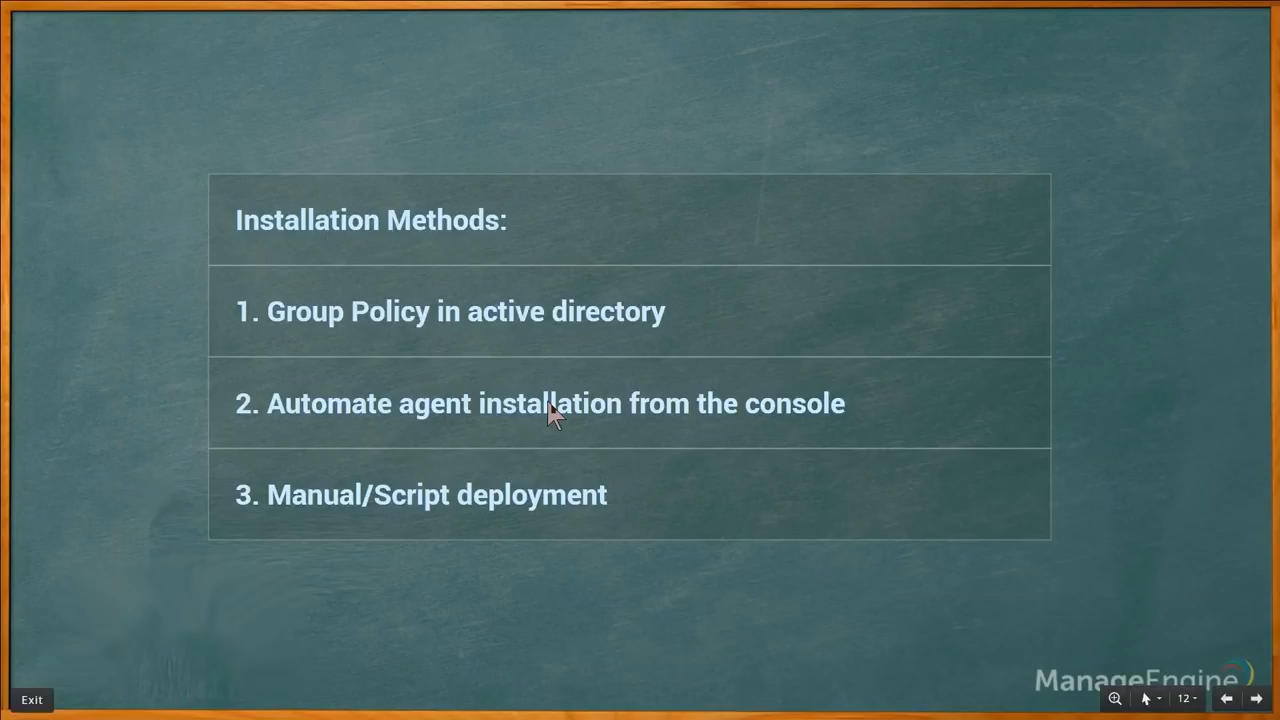 Installation Methods:
1. Group Policy in active directory
2. Automate agent installation from the console
3. Manual/Script deployment
ManageEngine
Exit
12